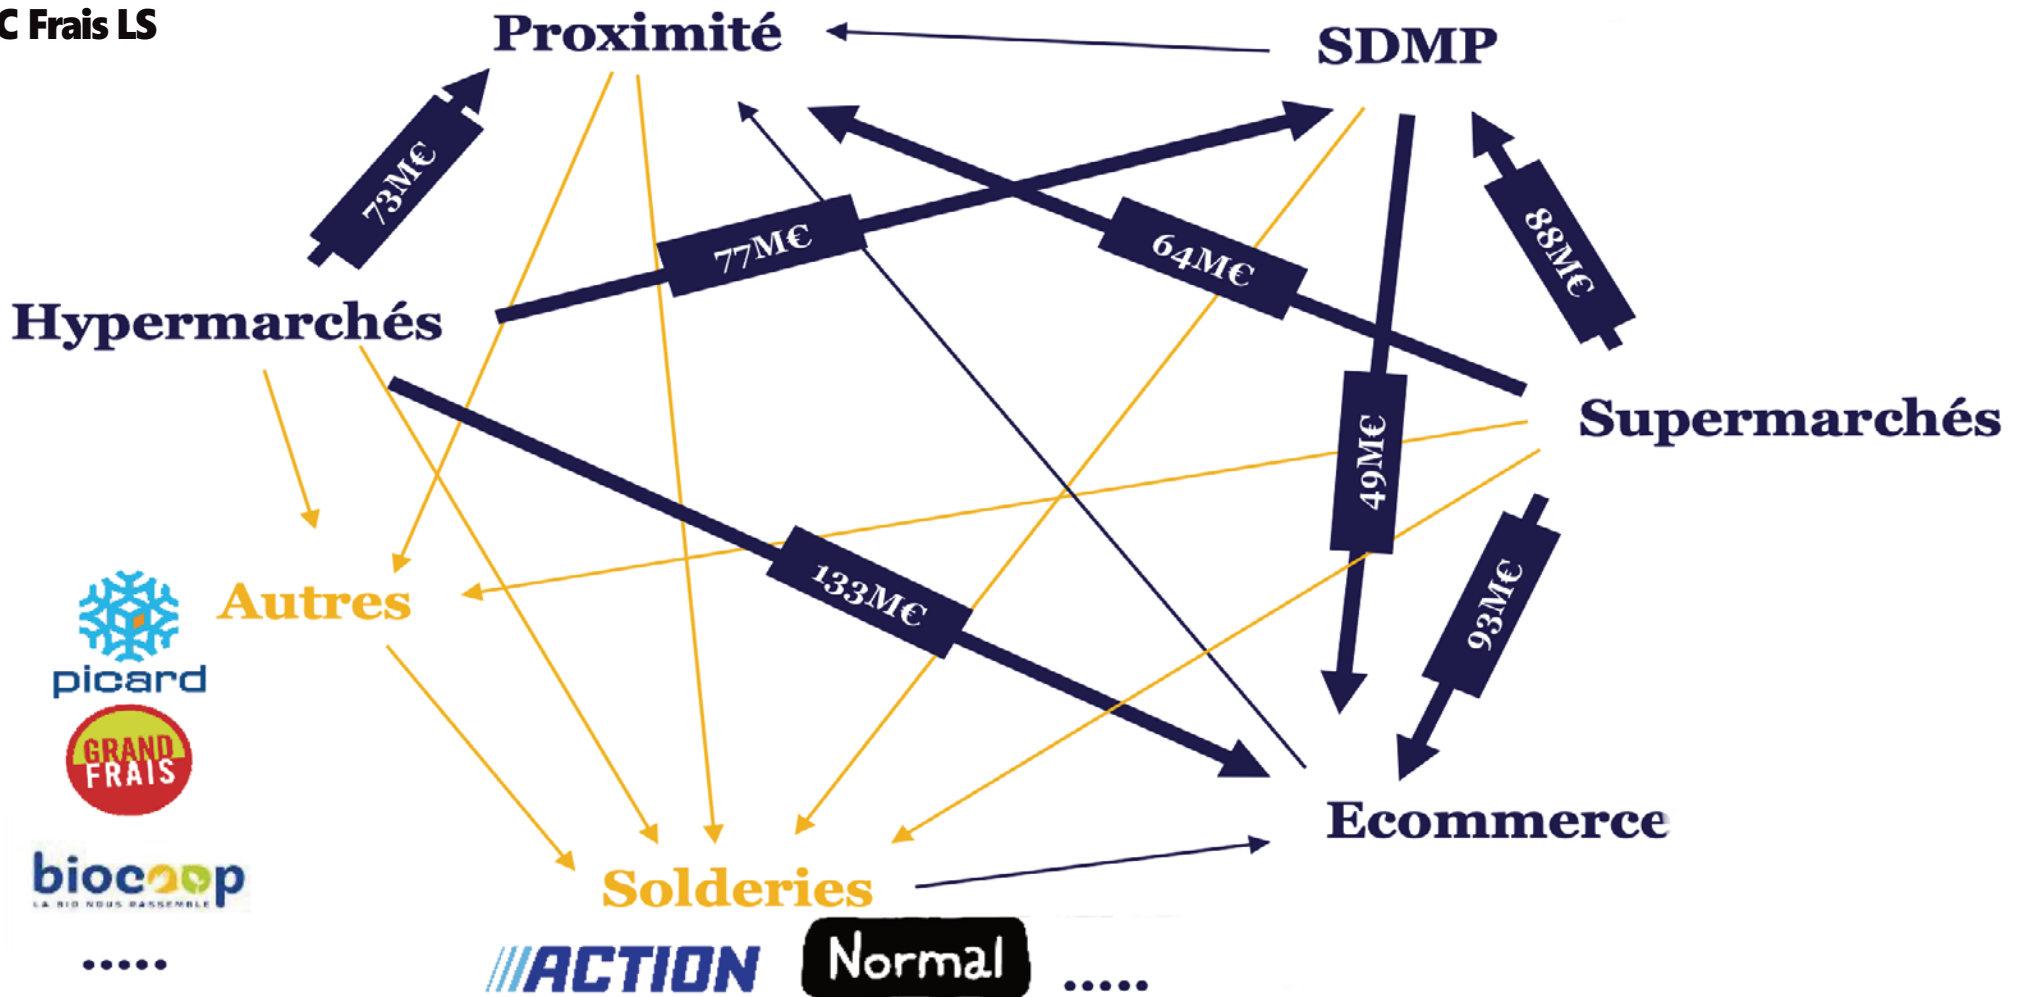 C Frais LS
Proximité
SDMP
73M€
77M€
64M€
88M€
Hypermarchés
Supermarchés
49M€
133M€
93M€
Autres
picard
GRAND
FRAIS
Ecommerce
biocoop
LA BIO NOUS RASSEMBLE
Solderies
.....
ACTION
Normal
.....